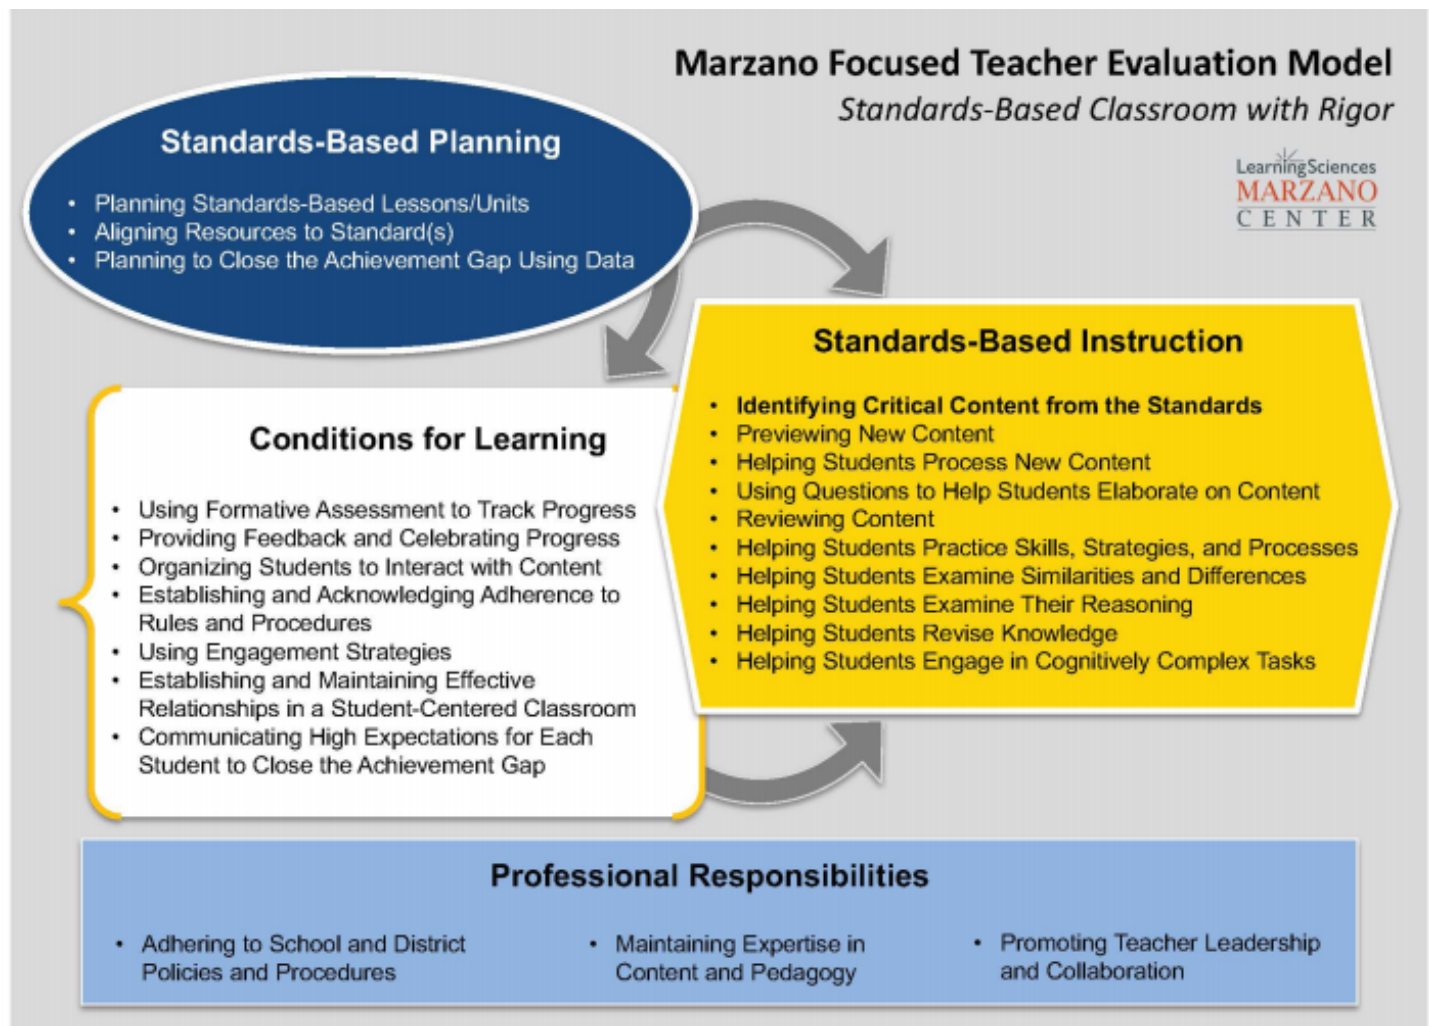 Marzano Focused Teacher Evaluation Model
Standards-Based Classroom with Rigor
LearningSciences
MARZANO
CENTER
Standards-Based Planning
• Planning Standards-Based Lessons/Units
• Aligning Resources to Standard(s)
• Planning to Close the Achievement Gap Using Data
Standards-Based Instruction
• Identifying Critical Content from the Standards
• Previewing New Content
• Helping Students Process New Content
• Using Questions to Help Students Elaborate on Content
• Reviewing Content
• Helping Students Practice Skills, Strategies, and Processes
• Helping Students Examine Similarities and Differences
• Helping Students Examine Their Reasoning
• Helping Students Revise Knowledge
• Helping Students Engage in Cognitively Complex Tasks
Conditions for Learning
• Using Formative Assessment to Track Progress
• Providing Feedback and Celebrating Progress
• Organizing Students to Interact with Content
• Establishing and Acknowledging Adherence to
Rules and Procedures
• Using Engagement Strategies
• Establishing and Maintaining Effective
Relationships in a Student-Centered Classroom
• Communicating High Expectations for Each
Student to Close the Achievement Gap
Professional Responsibilities
• Adhering to School and District
Policies and Procedures
• Maintaining Expertise in
Content and Pedagogy
• Promoting Teacher Leadership
and Collaboration